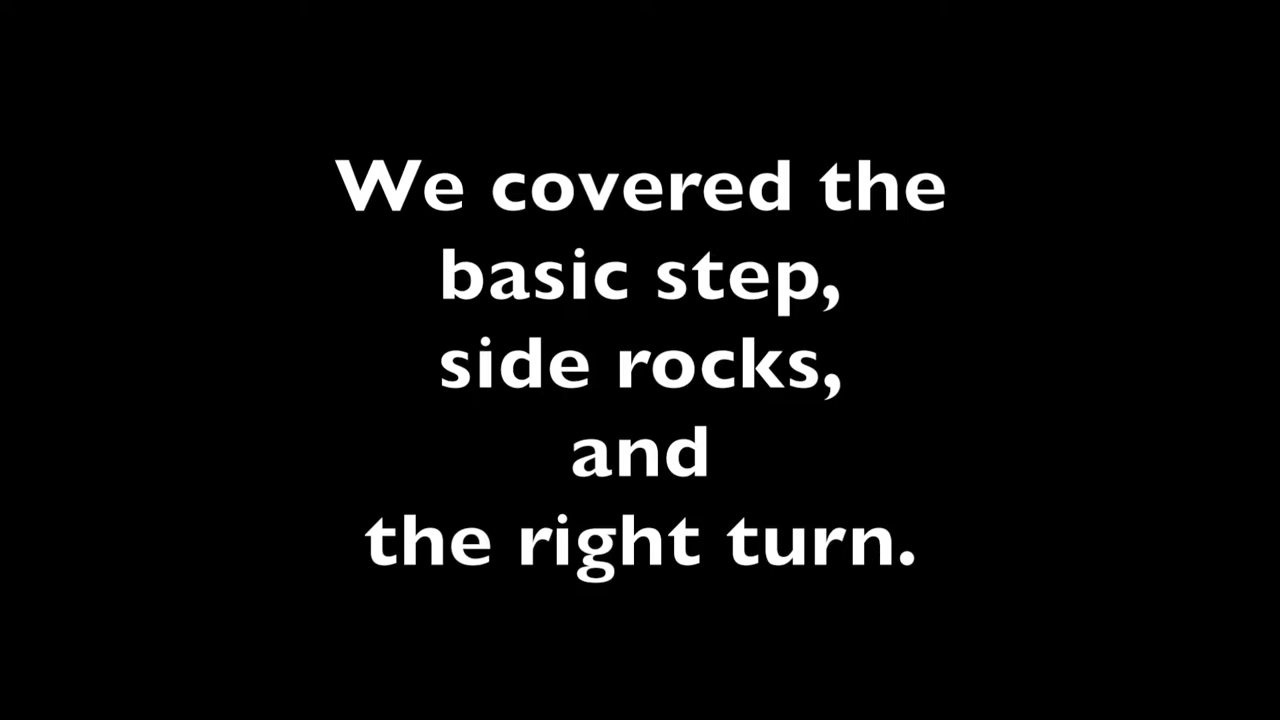 We covered the
basic step,
side rocks,
and
the right turn.